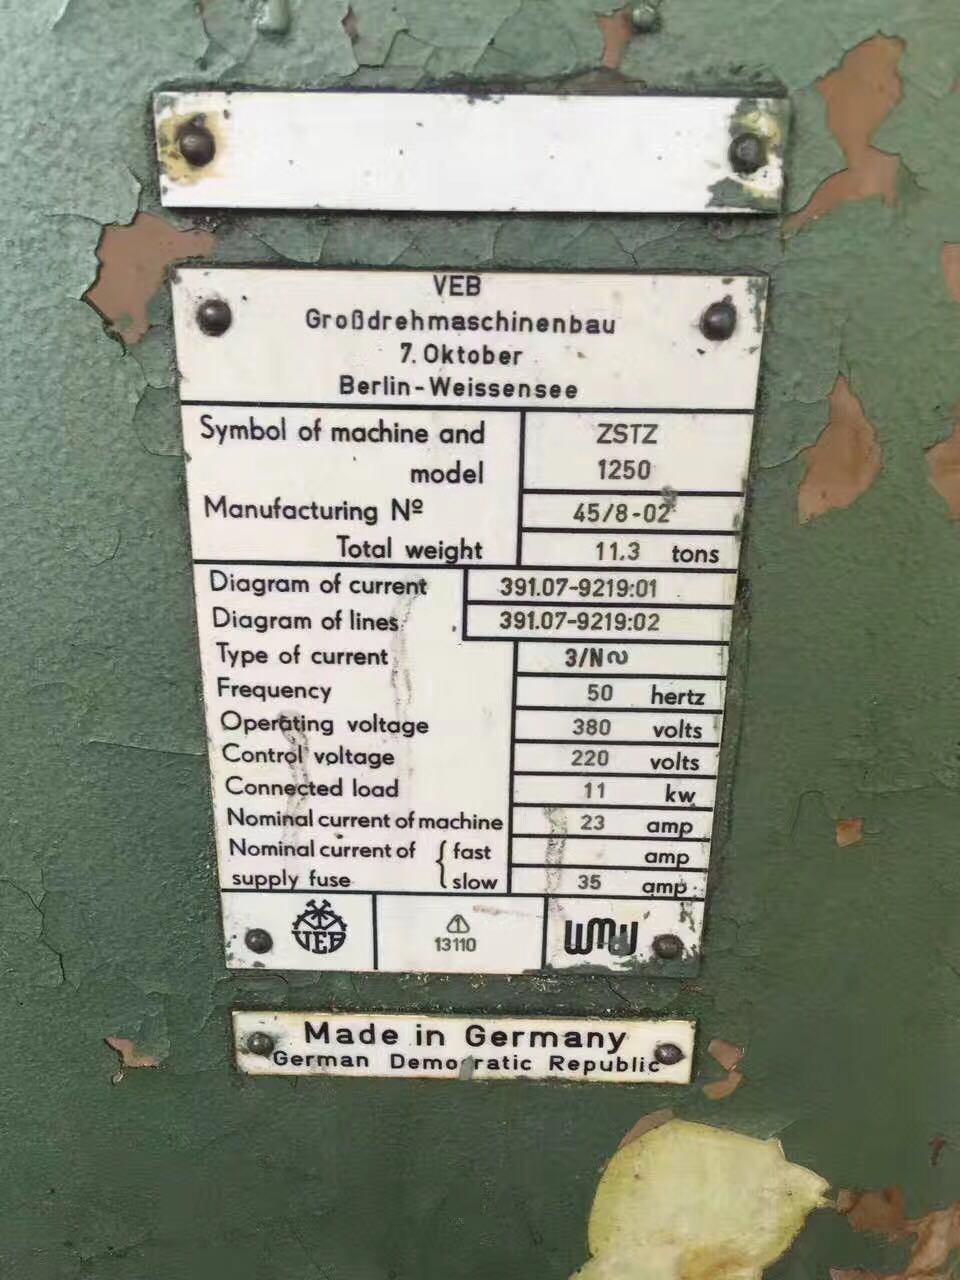 VEB
Großdrehmaschinenbau
7. Oktober
Berlin-Weissensee
Symbol of machine and model ZSTZ 1250
Manufacturing Nº 45/8-02
Total weight 11.3 tons
Diagram of current 391.07-9219:01
Diagram of lines 391.07-9219:02
Type of current 3/N∾
Frequency 50 hertz
Operating voltage 380 volts
Control voltage 220 volts
Connected load 11 kw
Nominal current of machine 23 amp
Nominal current of supply fuse { fast amp
slow 35 amp
VEB 1 WMW
13110
Made in Germany
German Democratic Republic